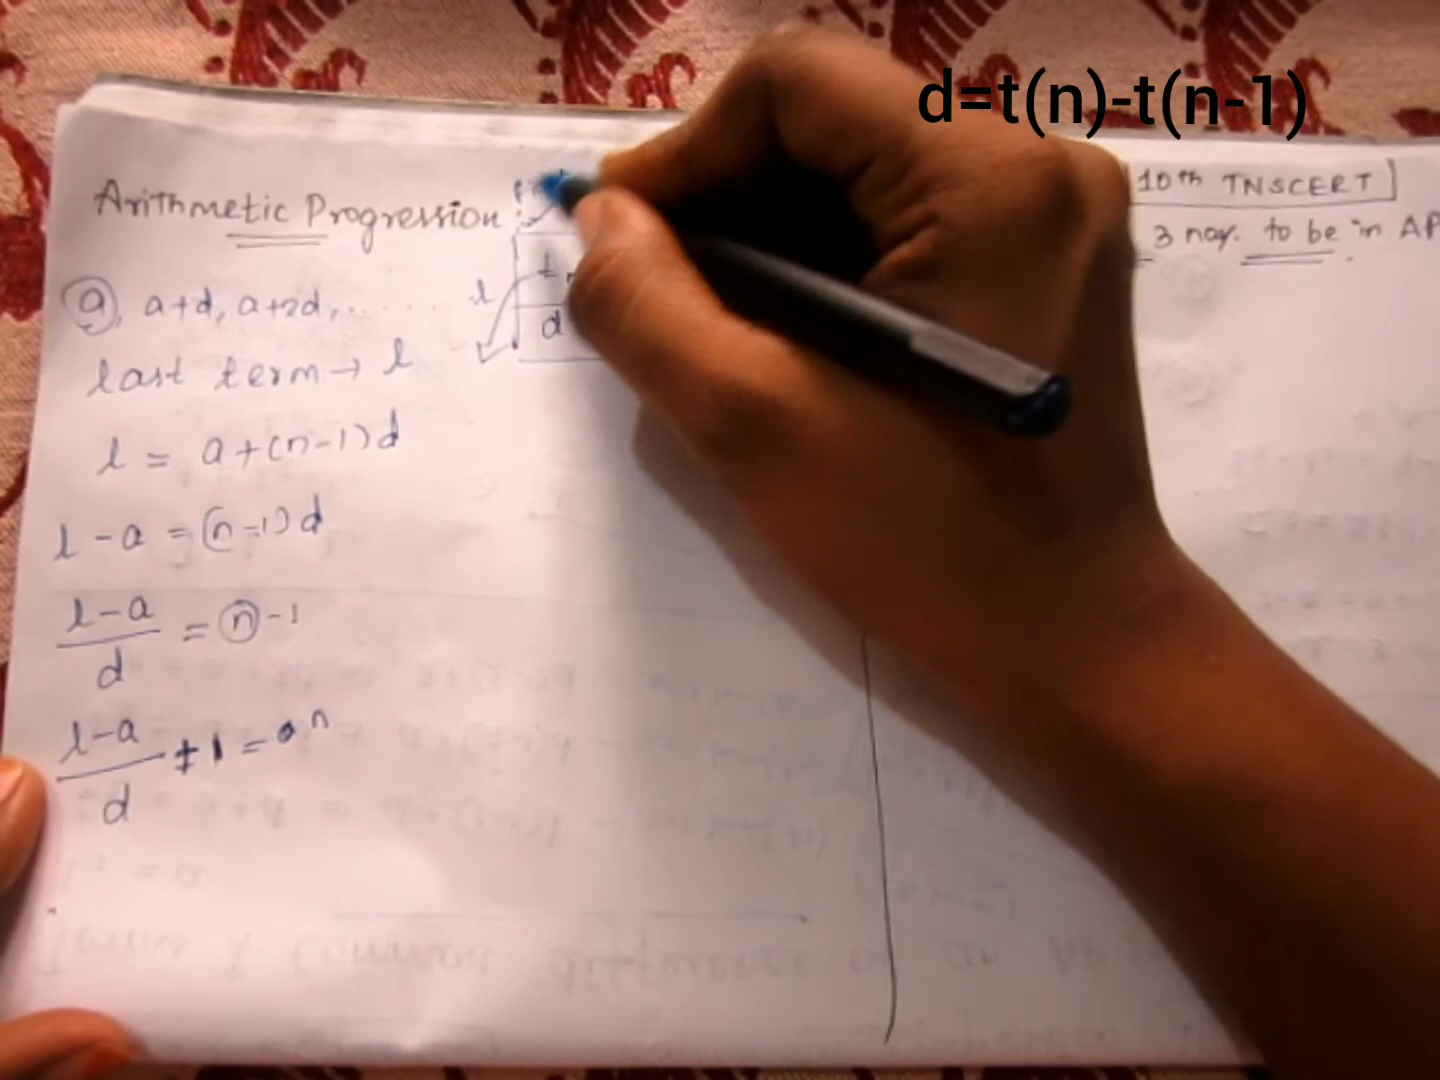 d=t(n)-t(n-1)
10th TNSCERT
3 nos. to be in AP
Arithmetic Progression :
a, a+d, a+2d, .......
last term → l
l = a+(n-1)d
l - a = (n-1)d
l-a / d = n-1
l-a / d + 1 = n
l
t
d